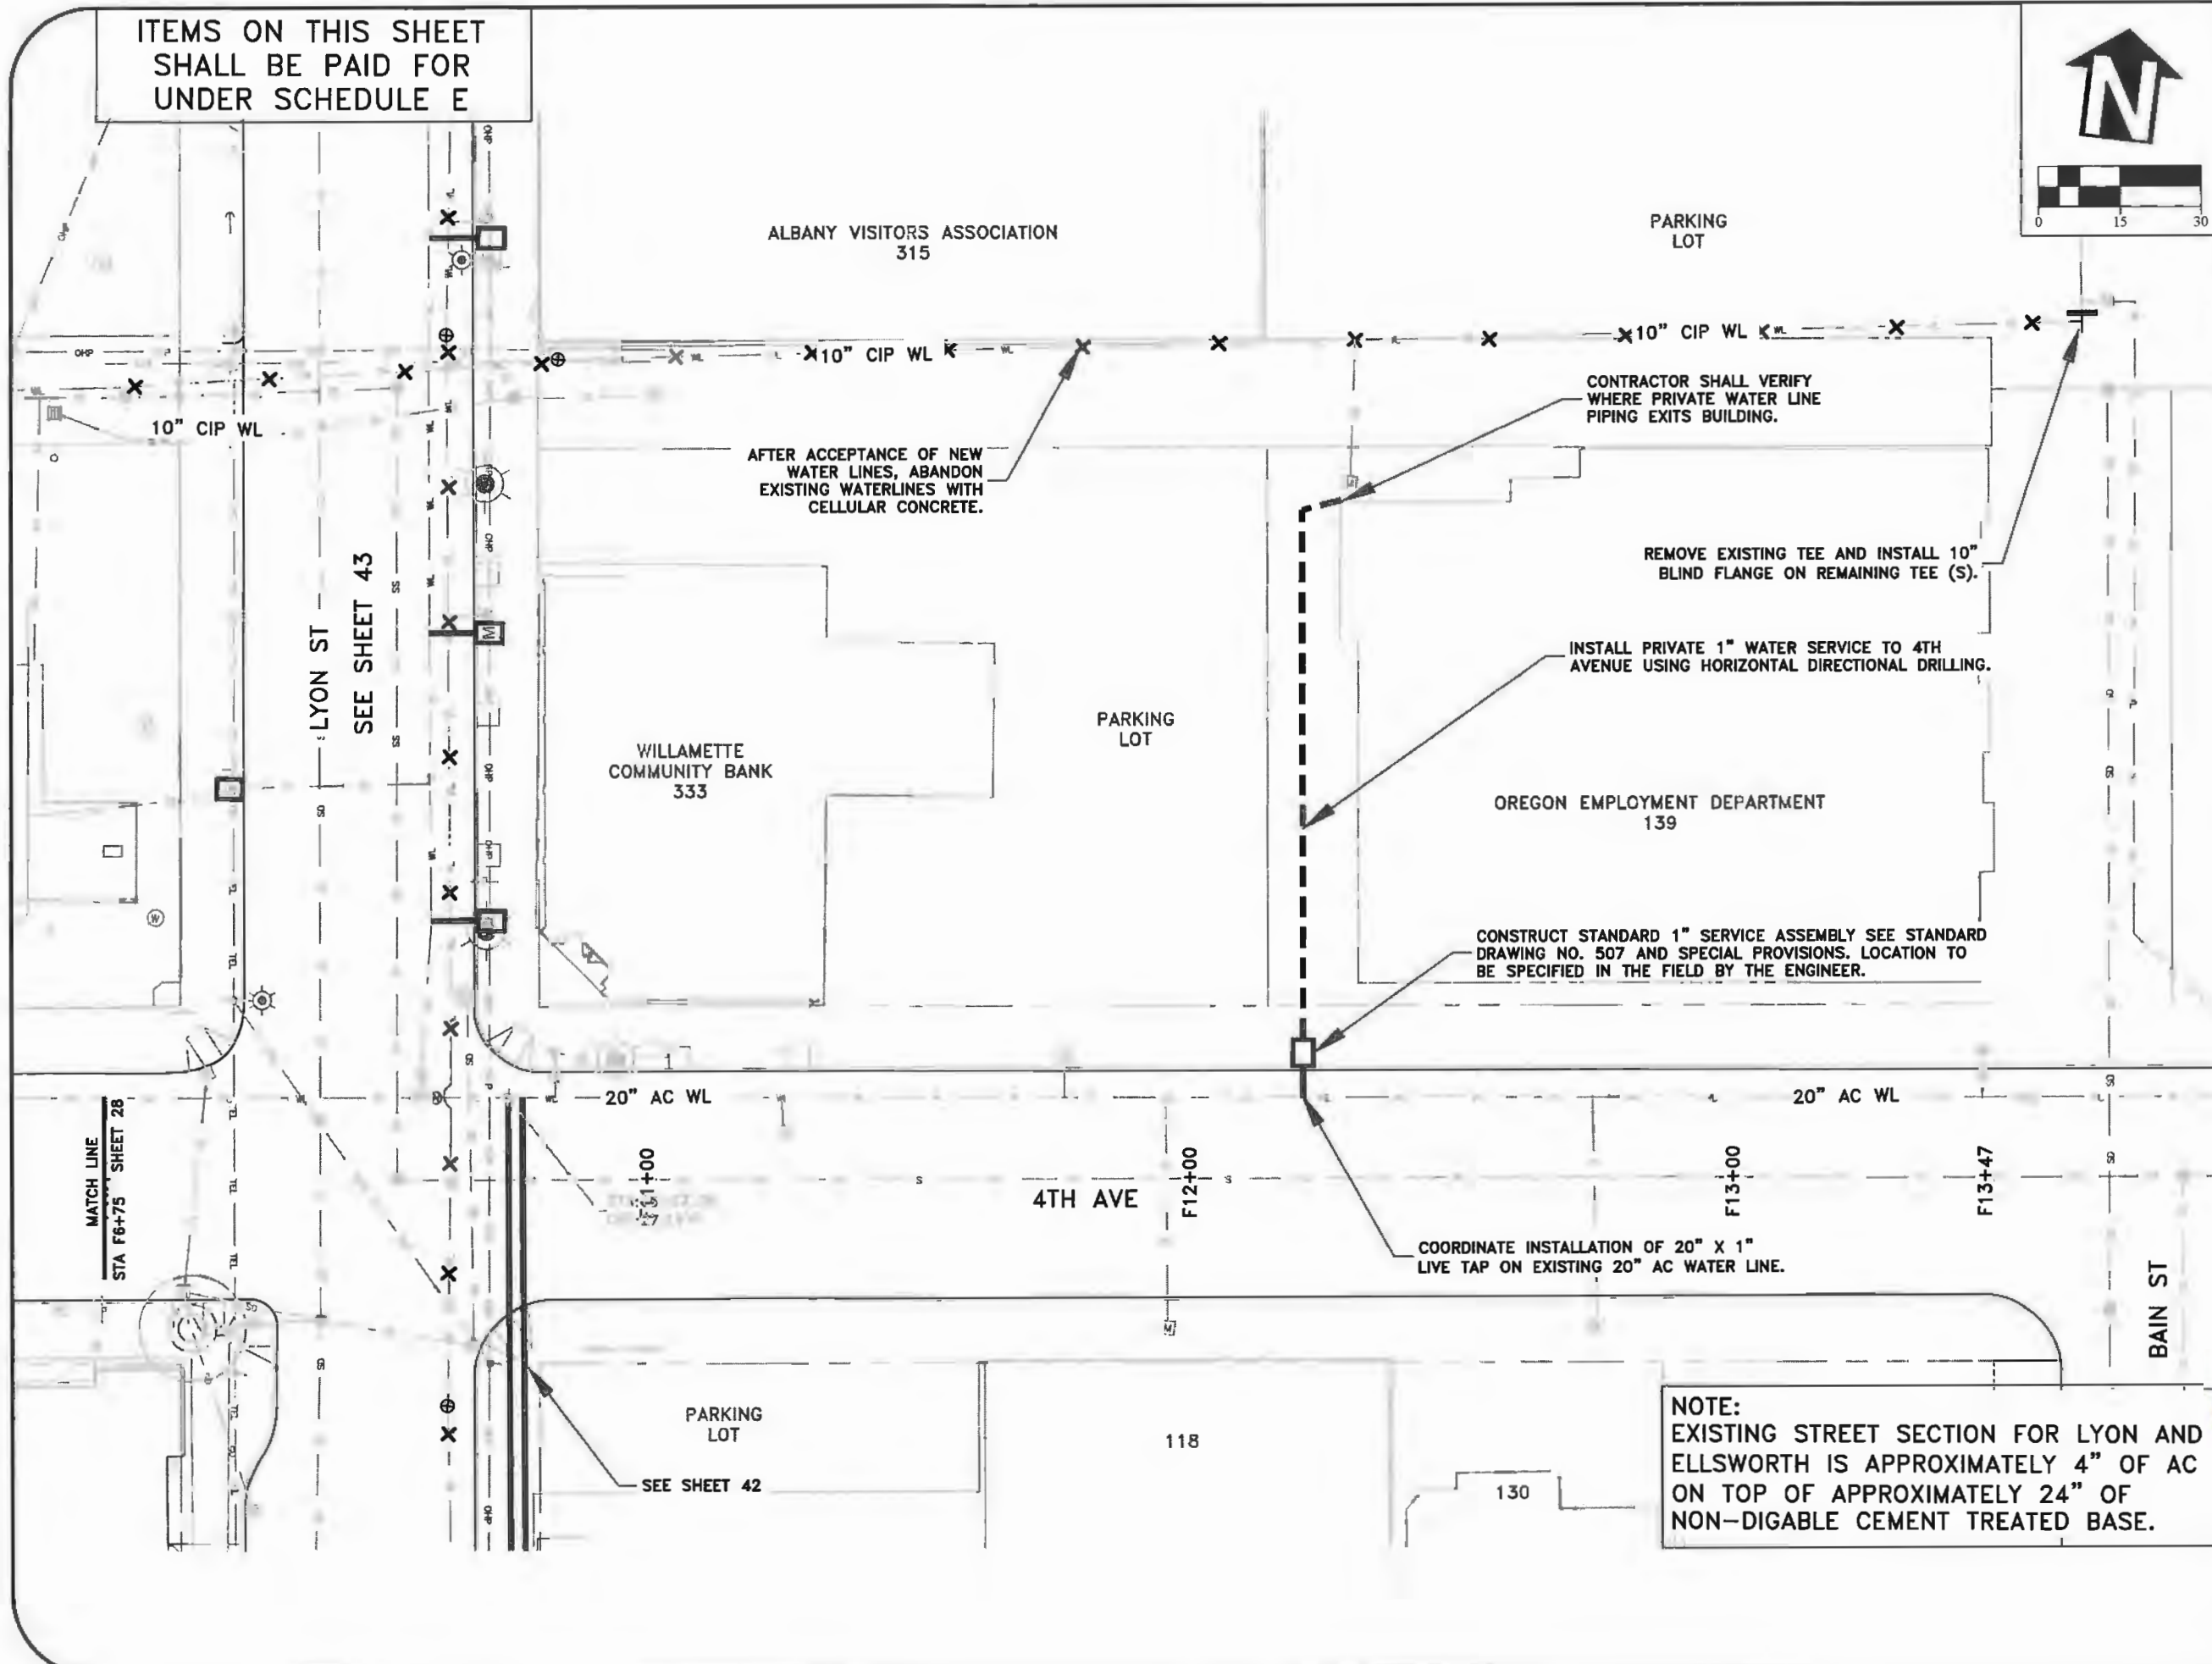 ITEMS ON THIS SHEET
SHALL BE PAID FOR
UNDER SCHEDULE E
N
0 15 30
ALBANY VISITORS ASSOCIATION
315
PARKING
LOT
OHP
10" CIP WL
10" CIP WL
10" CIP WL
CONTRACTOR SHALL VERIFY
WHERE PRIVATE WATER LINE
PIPING EXITS BUILDING.
AFTER ACCEPTANCE OF NEW
WATER LINES, ABANDON
EXISTING WATERLINES WITH
CELLULAR CONCRETE.
REMOVE EXISTING TEE AND INSTALL 10"
BLIND FLANGE ON REMAINING TEE (S).
LYON ST
SEE SHEET 43
INSTALL PRIVATE 1" WATER SERVICE TO 4TH
AVENUE USING HORIZONTAL DIRECTIONAL DRILLING.
PARKING
LOT
WILLAMETTE
COMMUNITY BANK
333
OREGON EMPLOYMENT DEPARTMENT
139
CONSTRUCT STANDARD 1" SERVICE ASSEMBLY SEE STANDARD
DRAWING NO. 507 AND SPECIAL PROVISIONS. LOCATION TO
BE SPECIFIED IN THE FIELD BY THE ENGINEER.
20" AC WL
20" AC WL
MATCH LINE
STA F6+75 SHEET 28
F11+00
4TH AVE
F12+00
F13+00
F13+47
COORDINATE INSTALLATION OF 20" X 1"
LIVE TAP ON EXISTING 20" AC WATER LINE.
BAIN ST
PARKING
LOT
118
SEE SHEET 42
130
NOTE:
EXISTING STREET SECTION FOR LYON AND
ELLSWORTH IS APPROXIMATELY 4" OF AC
ON TOP OF APPROXIMATELY 24" OF
NON-DIGABLE CEMENT TREATED BASE.